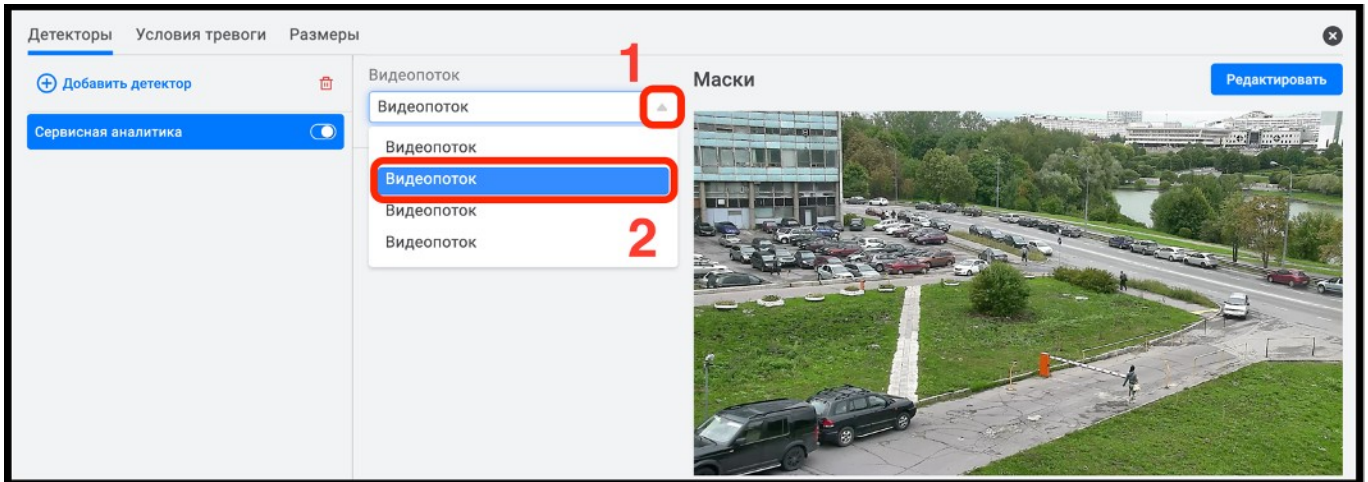 Детекторы Условия тревоги Размеры
Добавить детектор
Сервисная аналитика
Видеопоток
1
Видеопоток
Видеопоток
Видеопоток
Видеопоток
Видеопоток
2
Маски
Редактировать